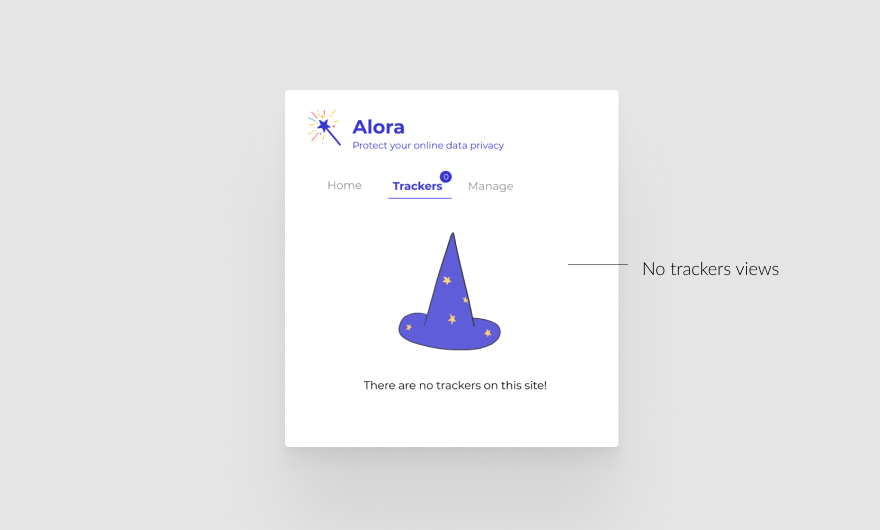 Alora
Protect your online data privacy
Home Trackers 0 Manage
No trackers views
There are no trackers on this site!